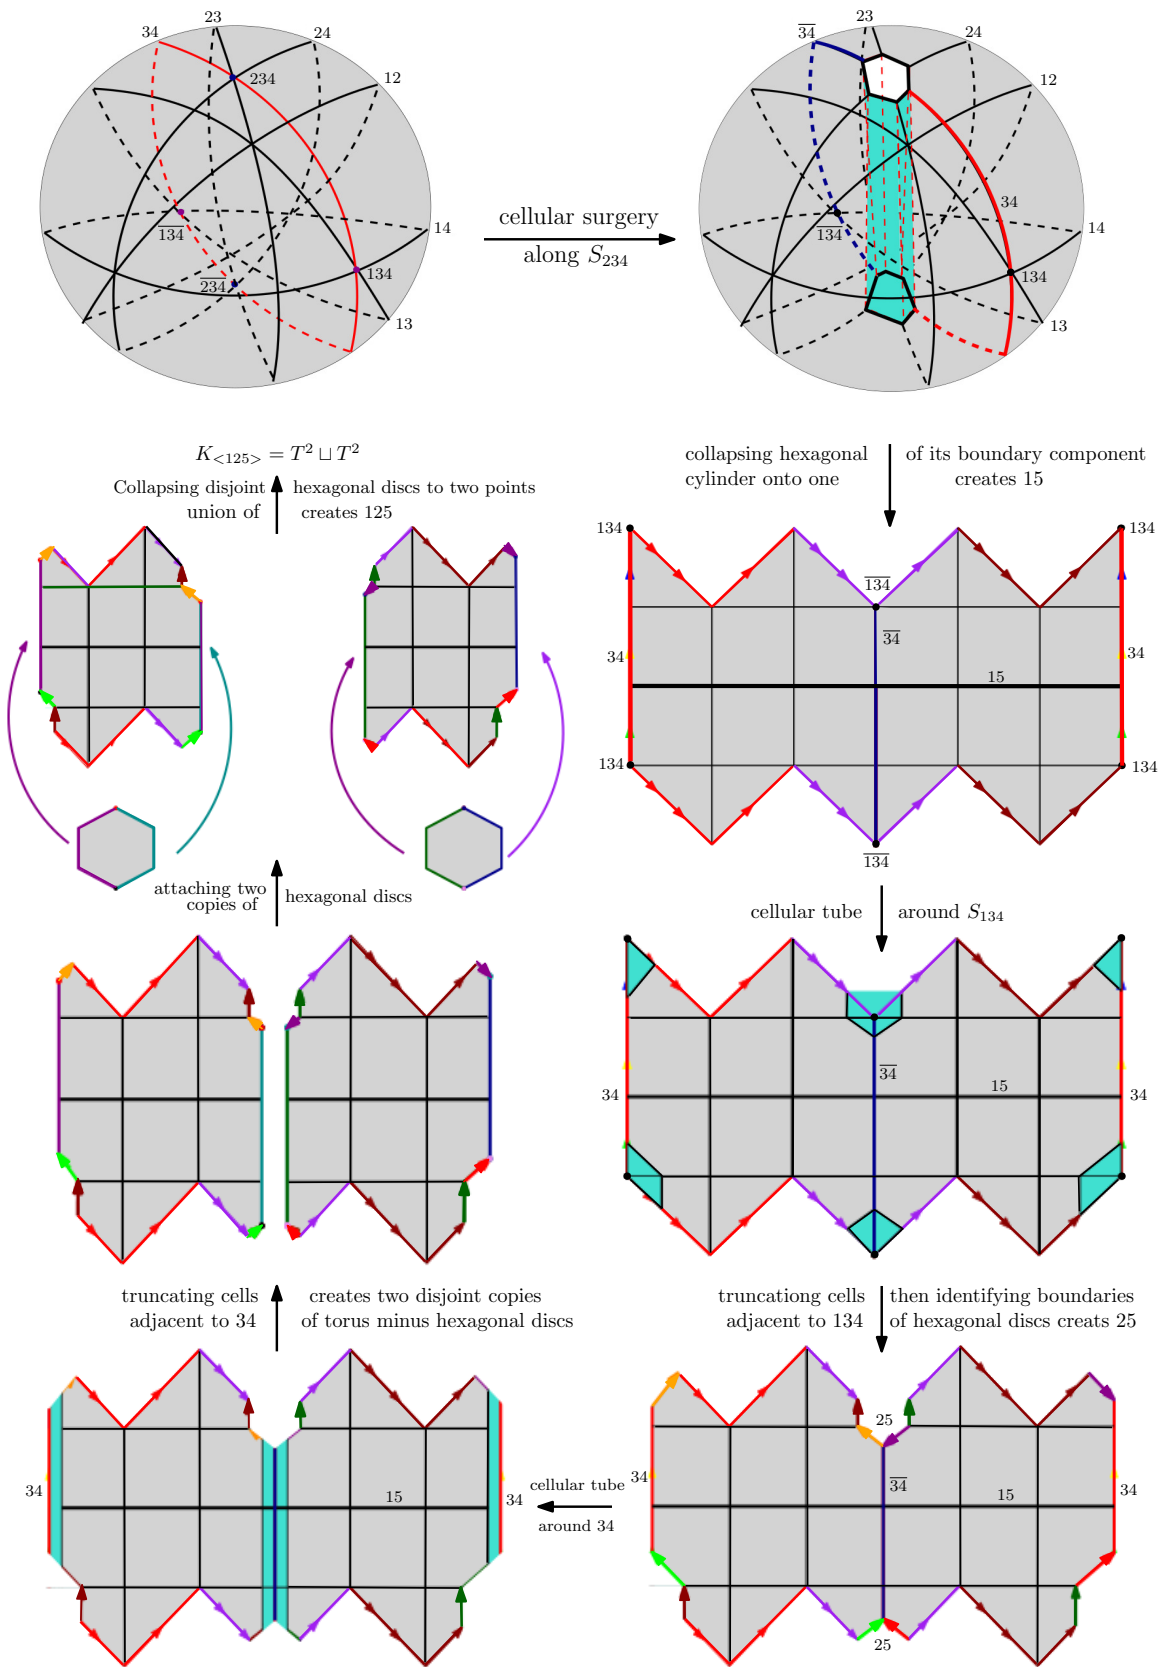 34
23
24
12
234
134
234
134
14
13
cellular surgery
along S234
34
23
24
12
34
134
134
14
13
K<125> = T² ⊔ T²
Collapsing disjoint
union of
hexagonal discs to two points
creates 125
collapsing hexagonal
cylinder onto one
of its boundary component
creates 15
134
134
134
34
34
34
15
134
134
134
attaching two
copies of
hexagonal discs
cellular tube
around S134
34
34
34
15
truncating cells
adjacent to 34
creates two disjoint copies
of torus minus hexagonal discs
truncationg cells
adjacent to 134
then identifying boundaries
of hexagonal discs creats 25
34
15
34
cellular tube
around 34
25
34
34
15
34
25